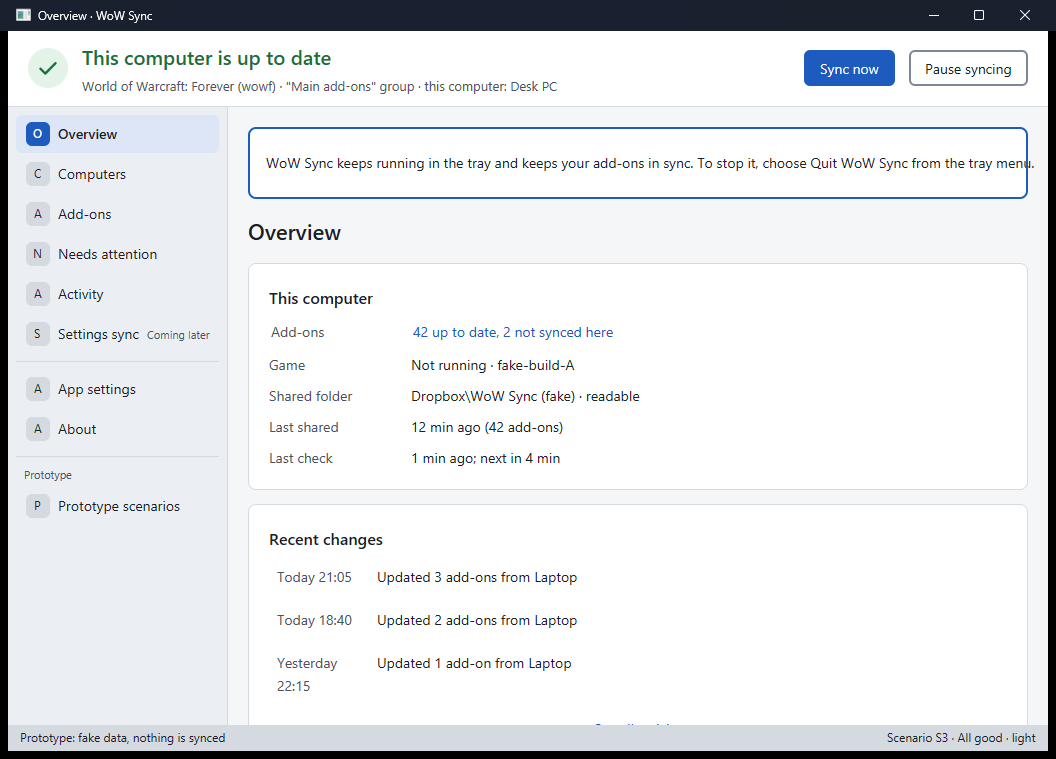 Overview · WoW Sync
This computer is up to date
World of Warcraft: Forever (wowf) · "Main add-ons" group · this computer: Desk PC
Sync now
Pause syncing
O Overview
C Computers
A Add-ons
N Needs attention
A Activity
S Settings sync Coming later
A App settings
A About
Prototype
P Prototype scenarios
WoW Sync keeps running in the tray and keeps your add-ons in sync. To stop it, choose Quit WoW Sync from the tray menu.
Overview
This computer
Add-ons 42 up to date, 2 not synced here
Game Not running · fake-build-A
Shared folder Dropbox\WoW Sync (fake) · readable
Last shared 12 min ago (42 add-ons)
Last check 1 min ago; next in 4 min
Recent changes
Today 21:05 Updated 3 add-ons from Laptop
Today 18:40 Updated 2 add-ons from Laptop
Yesterday 22:15 Updated 1 add-on from Laptop
Prototype: fake data, nothing is synced
Scenario S3 · All good · light